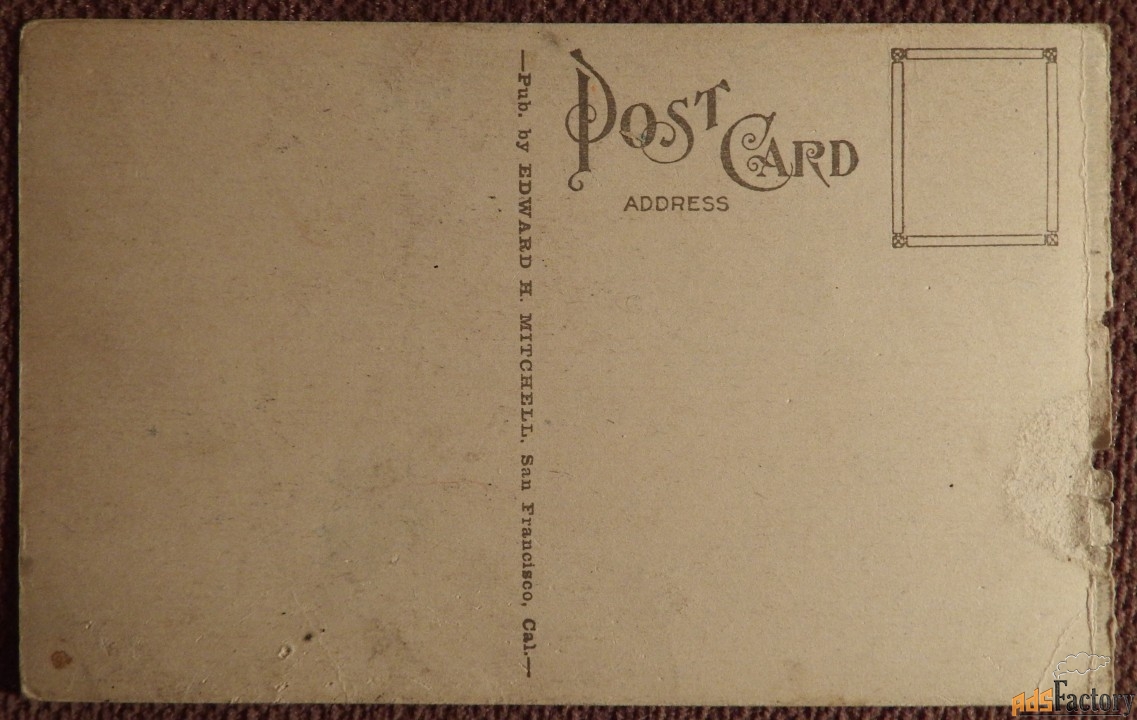 —Pub. by EDWARD H. MITCHELL, San Francisco, Cal.—
POST CARD
ADDRESS
AdsFactory